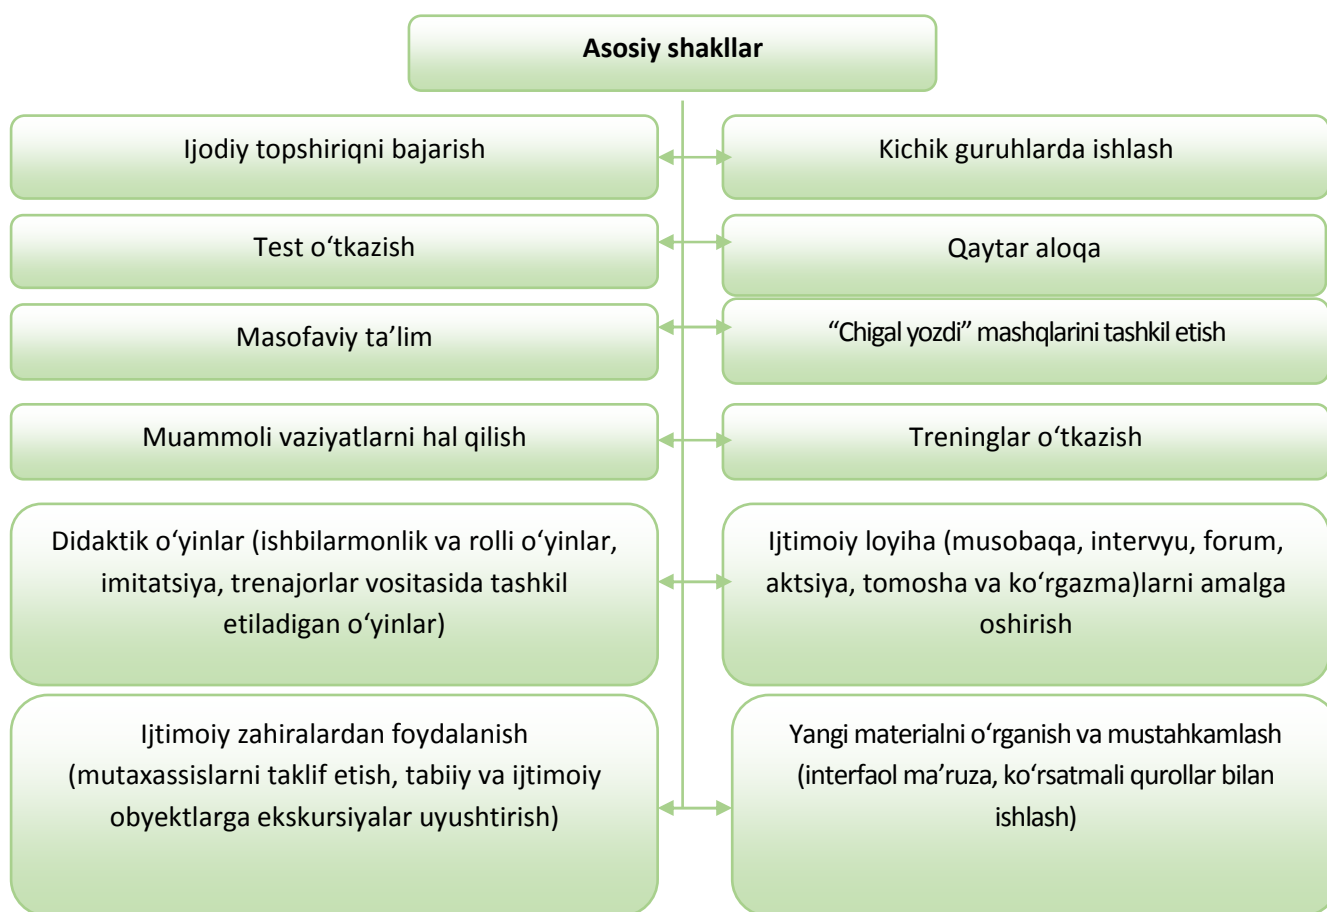 Asosiy shakllar
Ijodiy topshiriqni bajarish
Kichik guruhlarda ishlash
Test o‘tkazish
Qaytar aloqa
Masofaviy ta’lim
“Chigal yozdi” mashqlarini tashkil etish
Muammoli vaziyatlarni hal qilish
Treninglar o‘tkazish
Didaktik o‘yinlar (ishbilarmonlik va rolli o‘yinlar,
imitatsiya, trenajorlar vositasida tashkil
etiladigan o‘yinlar)
Ijtimoiy loyiha (musobaqa, intervyu, forum,
aktsiya, tomosha va ko‘rgazma)larni amalga
oshirish
Ijtimoiy zahiralardan foydalanish
(mutaxassislarni taklif etish, tabiiy va ijtimoiy
obyektlarga ekskursiyalar uyushtirish)
Yangi materialni o‘rganish va mustahkamlash
(interfaol ma’ruza, ko‘rsatmali qurollar bilan
ishlash)